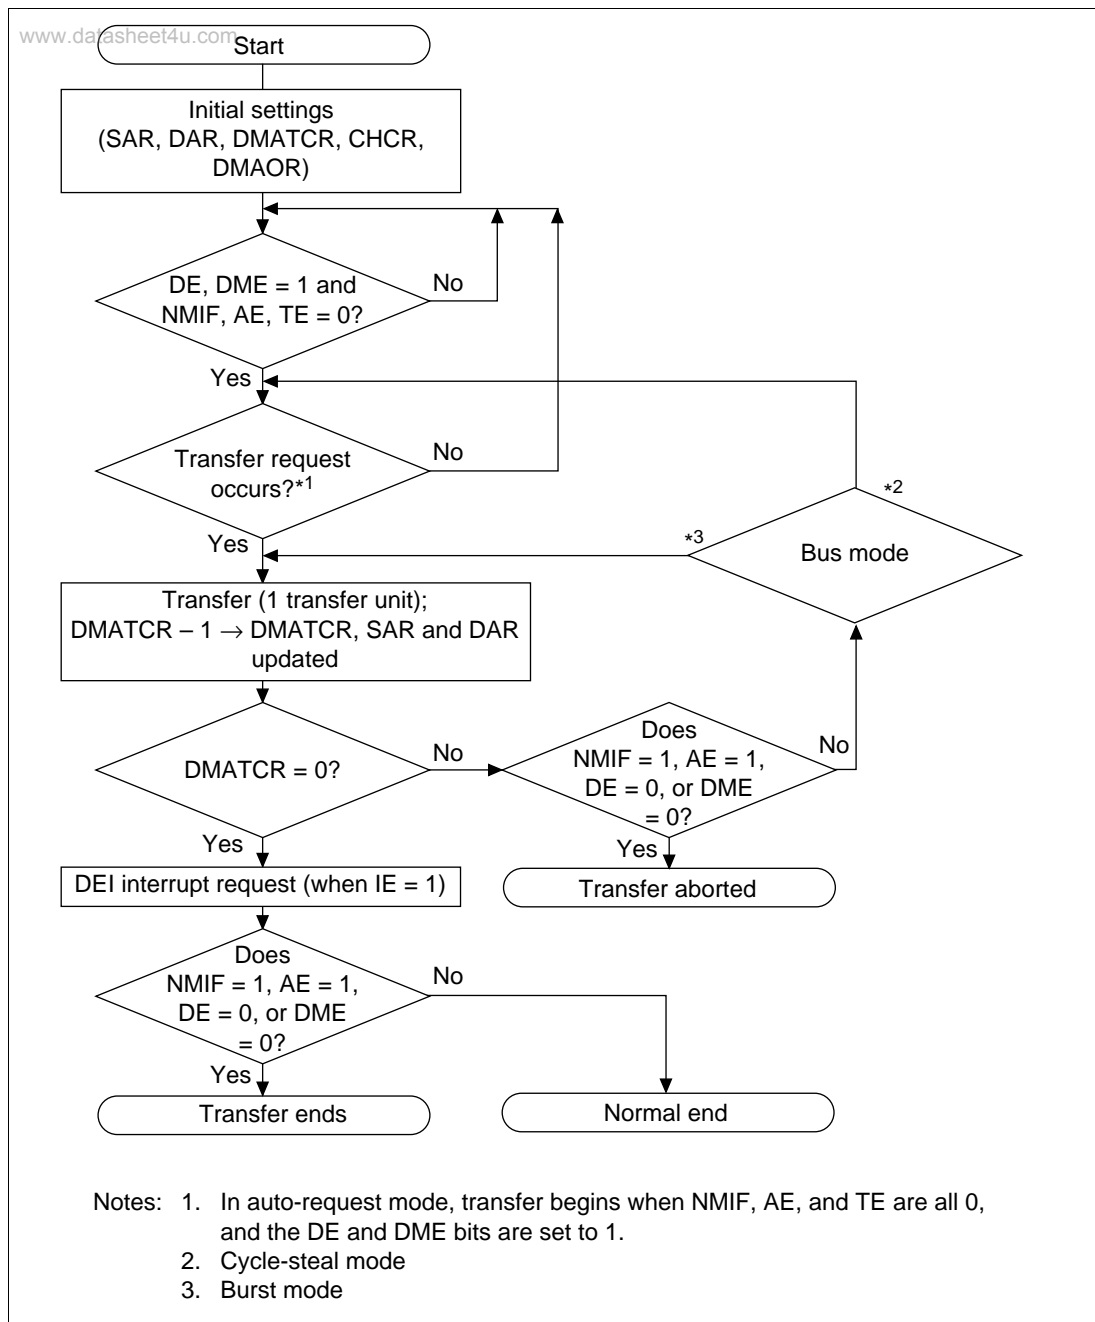 www.datasheet4u.com
Start
Initial settings
(SAR, DAR, DMATCR, CHCR,
DMAOR)
DE, DME = 1 and
NMIF, AE, TE = 0?
No
Yes
Transfer request
occurs?*1
No
Yes
*2
*3
Bus mode
Transfer (1 transfer unit);
DMATCR – 1 → DMATCR, SAR and DAR
updated
DMATCR = 0?
No
Does
NMIF = 1, AE = 1,
DE = 0, or DME
= 0?
No
Yes
Yes
DEI interrupt request (when IE = 1)
Transfer aborted
Does
NMIF = 1, AE = 1,
DE = 0, or DME
= 0?
No
Yes
Transfer ends
Normal end
Notes: 1. In auto-request mode, transfer begins when NMIF, AE, and TE are all 0,
and the DE and DME bits are set to 1.
2. Cycle-steal mode
3. Burst mode